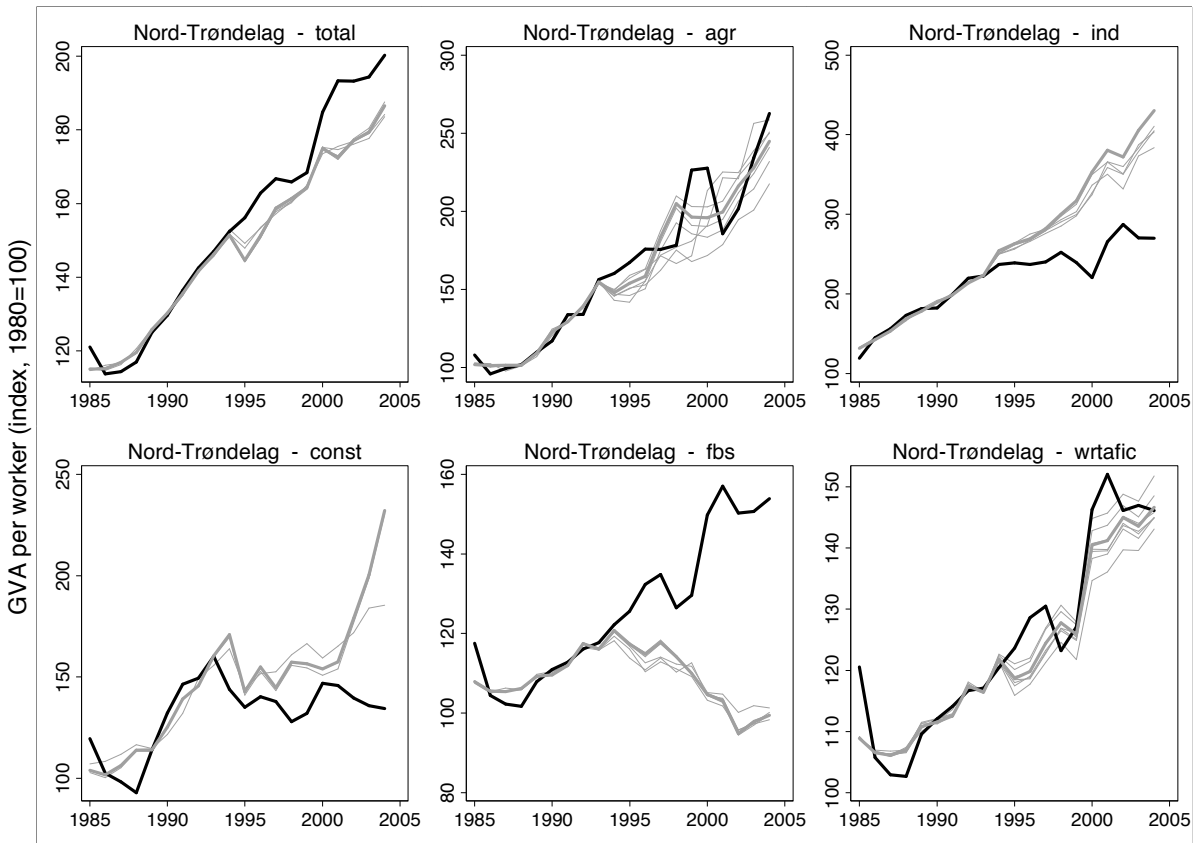 GVA per worker (index, 1980=100)
Nord-Trøndelag - total
200
180
160
140
120
1985 1990 1995 2000 2005
Nord-Trøndelag - agr
300
250
200
150
100
1985 1990 1995 2000 2005
Nord-Trøndelag - ind
500
400
300
200
100
1985 1990 1995 2000 2005
Nord-Trøndelag - const
250
200
150
100
1985 1990 1995 2000 2005
Nord-Trøndelag - fbs
160
140
120
100
80
1985 1990 1995 2000 2005
Nord-Trøndelag - wrtafic
150
140
130
120
110
100
1985 1990 1995 2000 2005